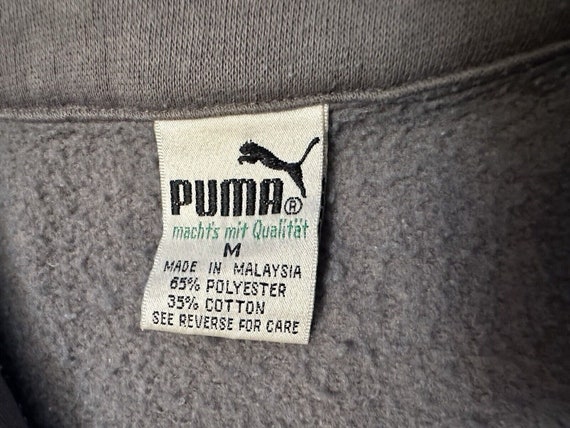 PUMA®
macht's mit Qualität
M
MADE IN MALAYSIA
65% POLYESTER
35% COTTON
SEE REVERSE FOR CARE